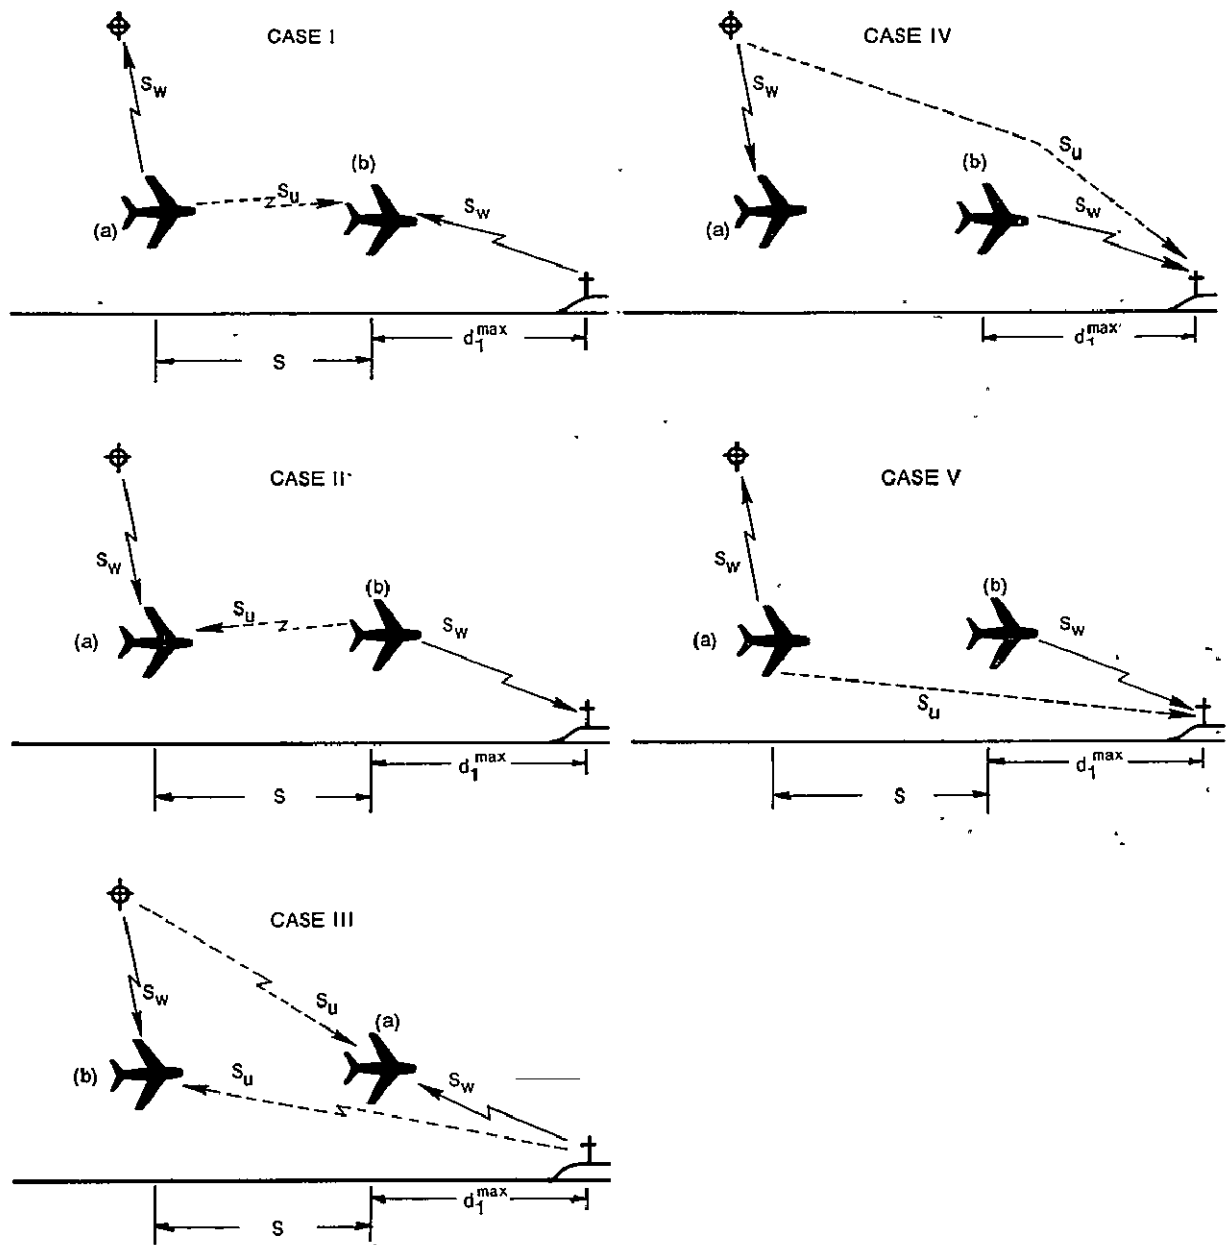 CASE I
S_w
(b)
S_u
(a)
S_w
S
d_1^max
CASE IV
S_w
S_u
(b)
S_w
(a)
d_1^max
CASE II
S_w
(b)
S_u
S_w
(a)
d_1^max
S
CASE V
S_w
(b)
S_w
(a)
S_u
d_1^max
S
CASE III
S_w
S_u
(a)
(b)
S_u
S_w
d_1^max
S